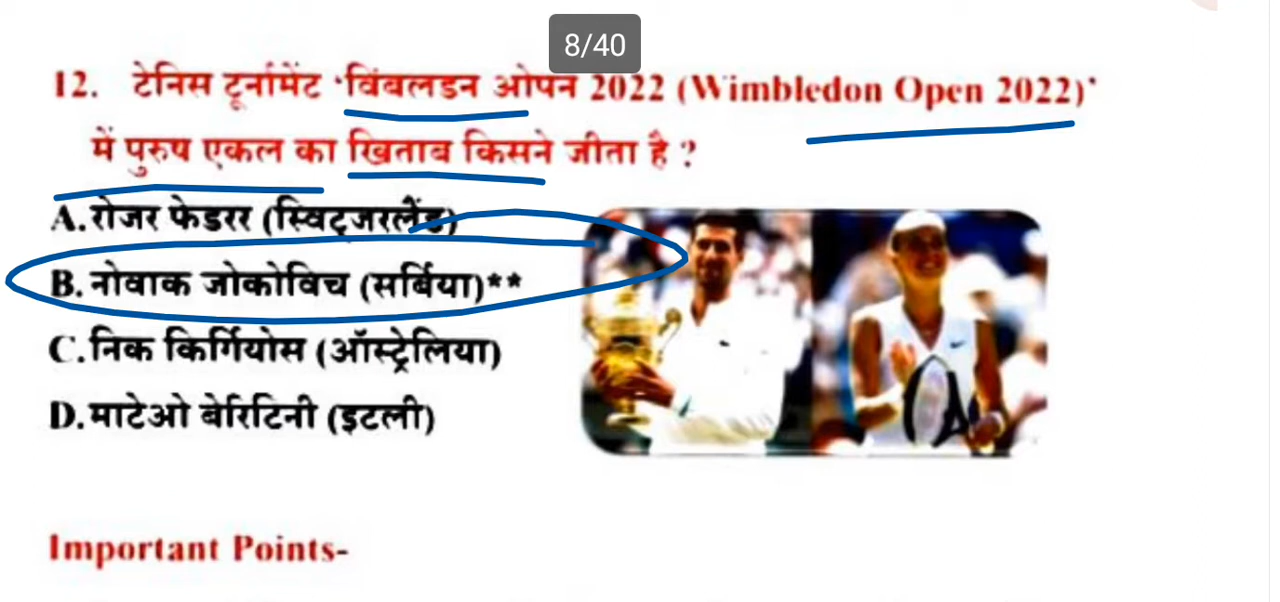 8/40
12. टेनिस टूर्नामेंट 'विंबलडन ओपन 2022 (Wimbledon Open 2022)'
में पुरुष एकल का खिताब किसने जीता है ?
A. रोजर फेडरर (स्विट्जरलैंड)
B. नोवाक जोकोविच (सर्बिया)**
C. निक किर्गियोस (ऑस्ट्रेलिया)
D. माटेओ बेरिटिनी (इटली)
Important Points-